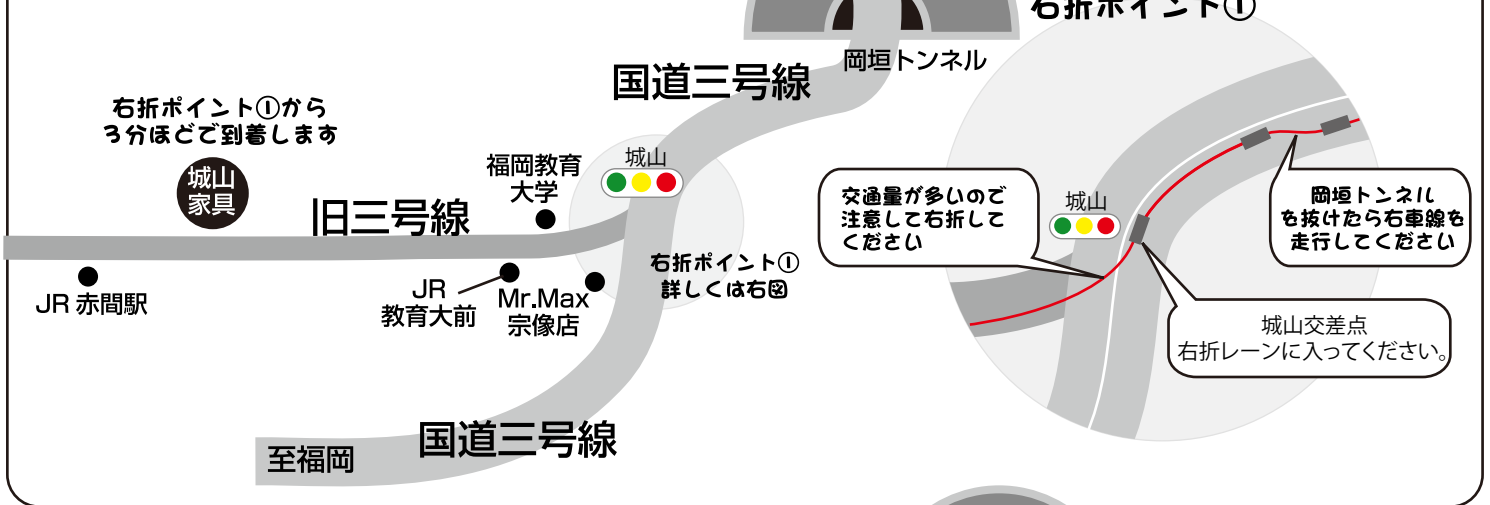 右折ポイント①
岡垣トンネル
国道三号線
右折ポイント①から
3分ほどで到着します
城山
家具
福岡教育
大学
城山
旧三号線
右折ポイント①
詳しくは右図
JR 赤間駅
JR
教育大前
Mr.Max
宗像店
国道三号線
至福岡
交通量が多いので
注意して右折して
ください
城山
岡垣トンネル
を抜けたら右車線を
走行してください
城山交差点
右折レーンに入ってください。